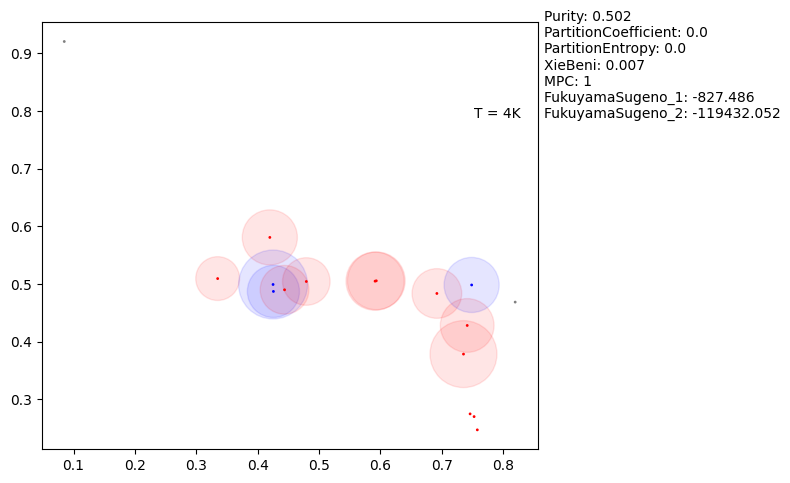 Purity: 0.502
PartitionCoefficient: 0.0
PartitionEntropy: 0.0
XieBeni: 0.007
MPC: 1
FukuyamaSugeno_1: -827.486
FukuyamaSugeno_2: -119432.052
T = 4K
0.9
0.8
0.7
0.6
0.5
0.4
0.3
0.1 0.2 0.3 0.4 0.5 0.6 0.7 0.8